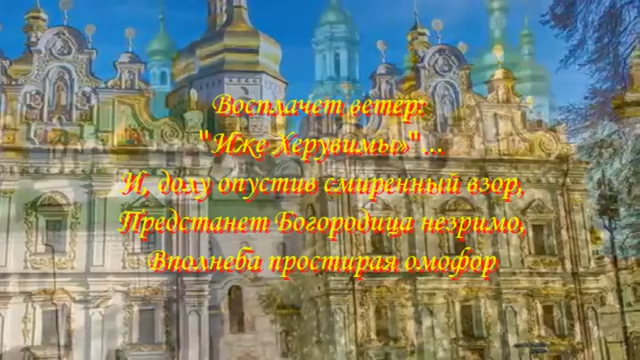 Восплачет ветер:
"Иже Херувимы»"...
И, долу опустив смиренный взор,
Предстанет Богородица незримо,
Вполнеба простирая омофор